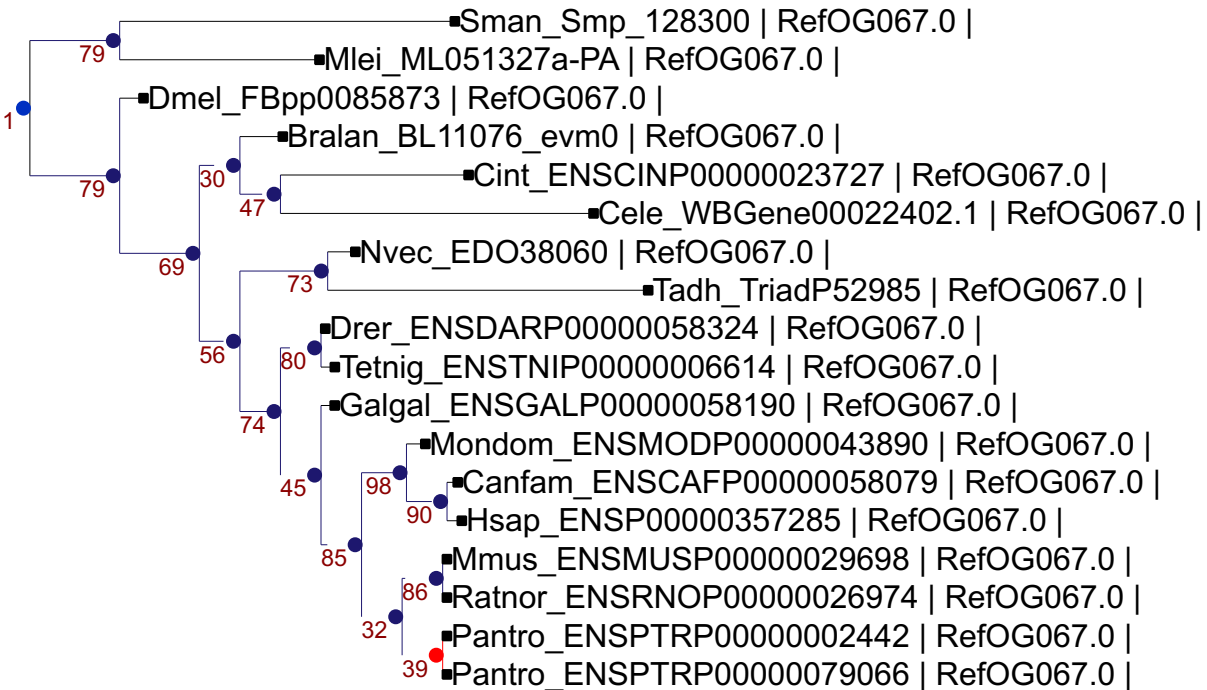 Sman_Smp_128300 | RefOG067.0 |
79
Mlei_ML051327a-PA | RefOG067.0 |
Dmel_FBpp0085873 | RefOG067.0 |
1
Bralan_BL11076_evm0 | RefOG067.0 |
79
30
Cint_ENSCINP00000023727 | RefOG067.0 |
47
Cele_WBGene00022402.1 | RefOG067.0 |
69
Nvec_EDO38060 | RefOG067.0 |
73
Tadh_TriadP52985 | RefOG067.0 |
Drer_ENSDARP00000058324 | RefOG067.0 |
56
80
Tetnig_ENSTNIP00000006614 | RefOG067.0 |
Galgal_ENSGALP00000058190 | RefOG067.0 |
74
Mondom_ENSMODP00000043890 | RefOG067.0 |
45
98
Canfam_ENSCAFP00000058079 | RefOG067.0 |
90
Hsap_ENSP00000357285 | RefOG067.0 |
85
Mmus_ENSMUSP00000029698 | RefOG067.0 |
86
Ratnor_ENSRNOP00000026974 | RefOG067.0 |
32
Pantro_ENSPTRP00000002442 | RefOG067.0 |
39
Pantro_ENSPTRP00000079066 | RefOG067.0 |